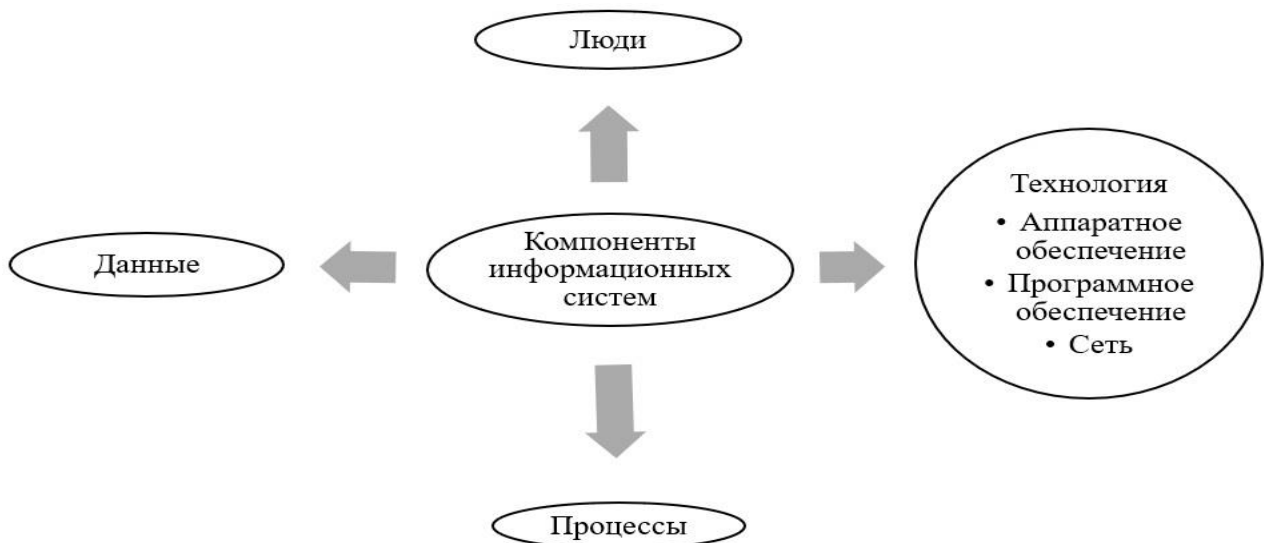 Люди
Данные
Компоненты
информационных
систем
Технология
• Аппаратное
обеспечение
• Программное
обеспечение
• Сеть
Процессы